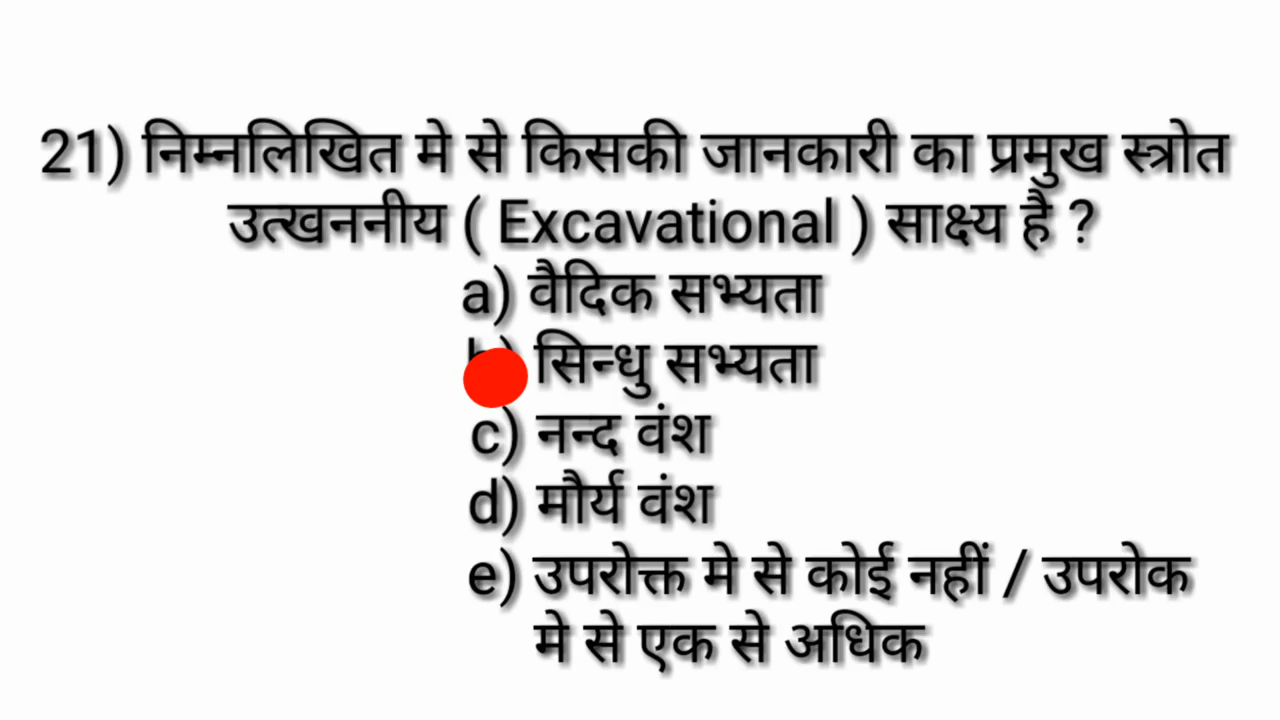 21) निम्नलिखित मे से किसकी जानकारी का प्रमुख स्त्रोत
उत्खननीय ( Excavational ) साक्ष्य है ?
a) वैदिक सभ्यता
b) सिन्धु सभ्यता
c) नन्द वंश
d) मौर्य वंश
e) उपरोक्त मे से कोई नहीं / उपरोक
मे से एक से अधिक